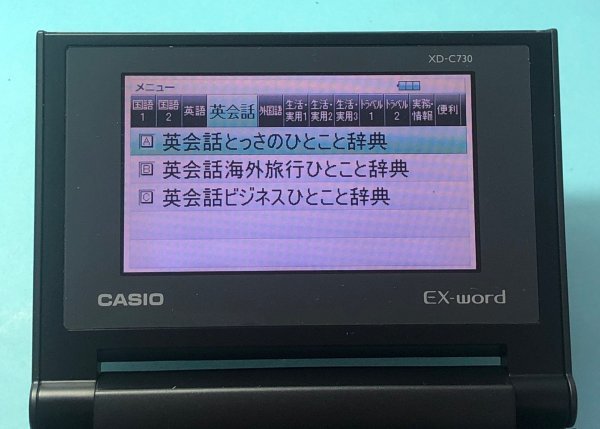 XD-C730
メニュー
国語1 国語2 英語 英会話 外国語 生活・実用1 生活・実用2 生活・実用3 トラベル1 トラベル2 実務・情報 便利
A 英会話とっさのひとこと辞典
B 英会話海外旅行ひとこと辞典
C 英会話ビジネスひとこと辞典
CASIO EX-word